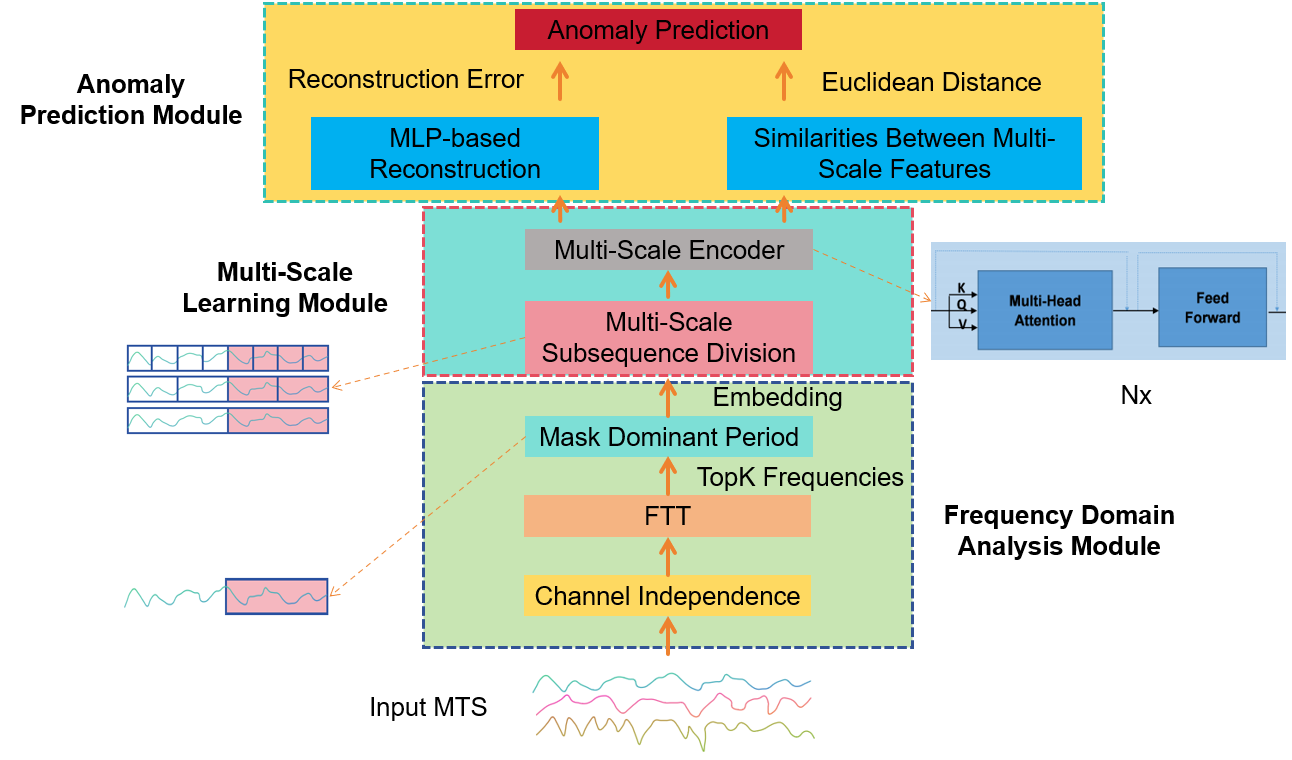 Anomaly Prediction
Reconstruction Error
Euclidean Distance
Anomaly
Prediction Module
MLP-based
Reconstruction
Similarities Between Multi-
Scale Features
Multi-Scale Encoder
Multi-Scale
Learning Module
K
Q
V
Multi-Head
Attention
Feed
Forward
Multi-Scale
Subsequence Division
Nx
Embedding
Mask Dominant Period
TopK Frequencies
FTT
Frequency Domain
Analysis Module
Channel Independence
Input MTS